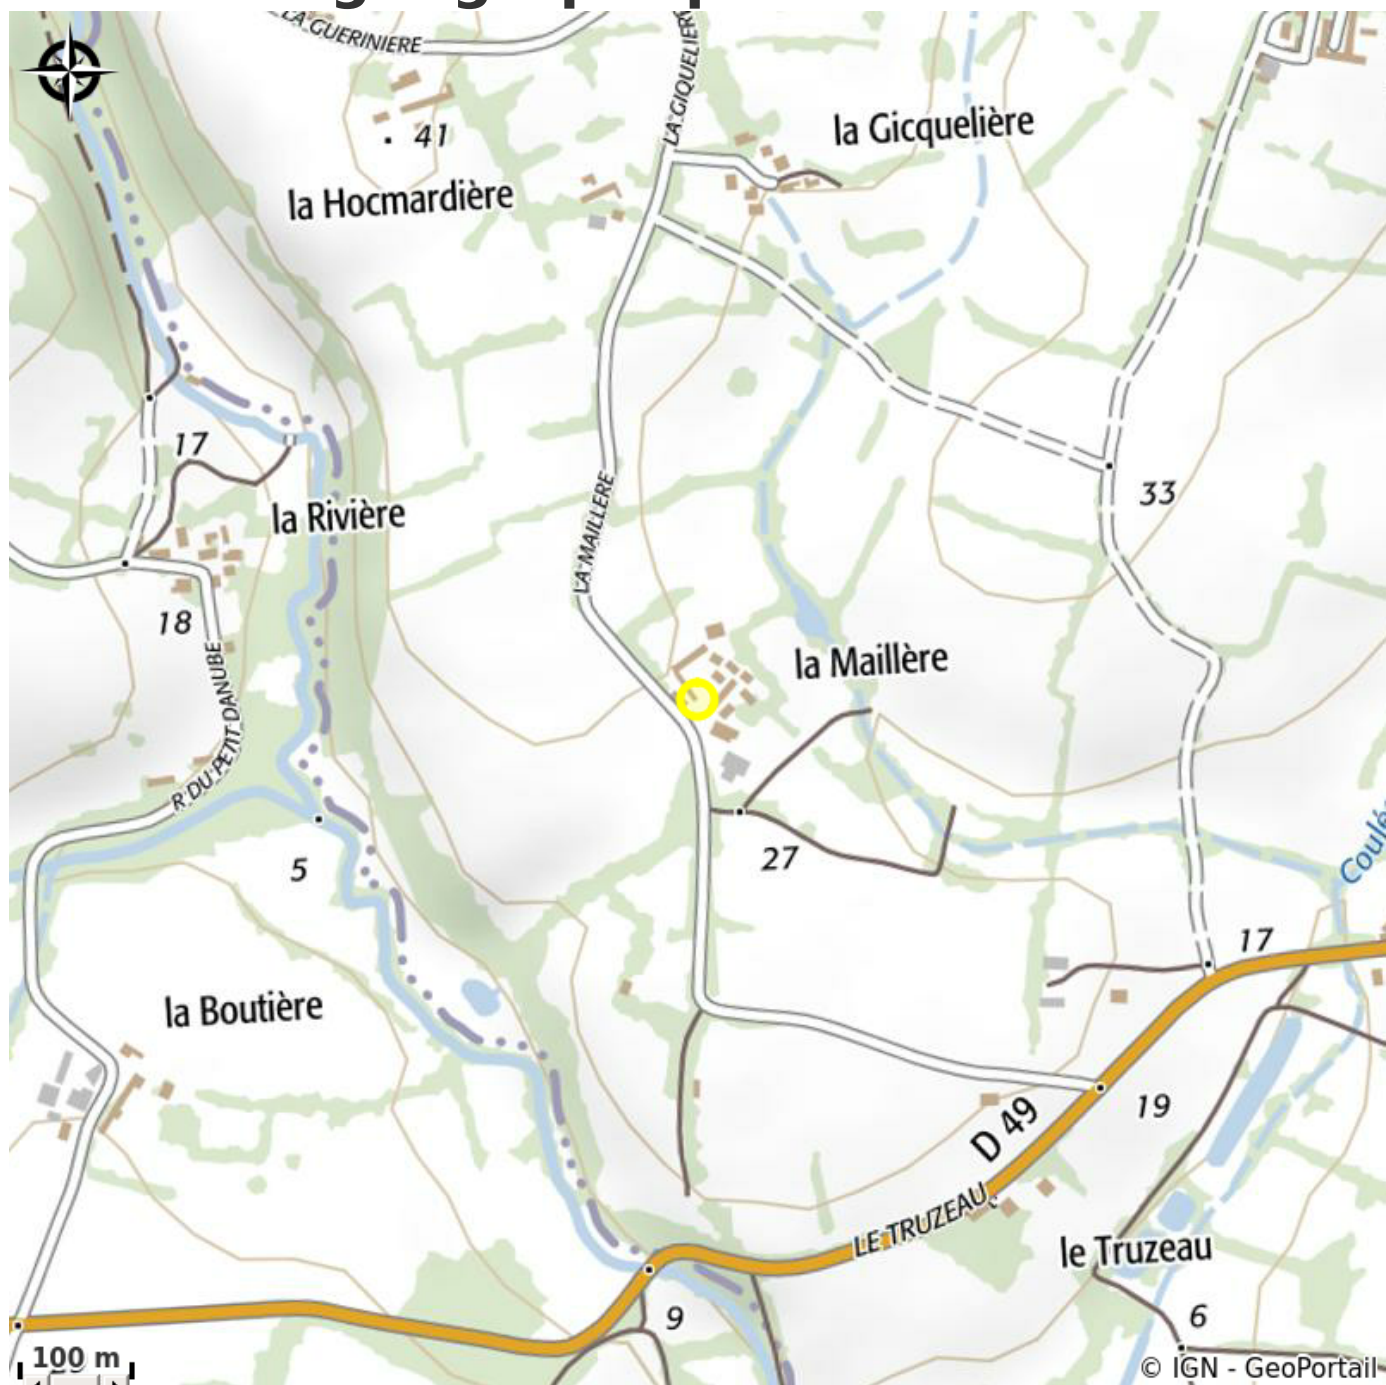 LA GUERINIERE
LA GIQUELIER
41
la Gicquelière
la Hocmardière
17
33
la Rivière
LA MAILLERE
18
la Maillère
R DU PETIT DANUBE
27
5
Coulé
17
la Boutière
19
D 49
LE TRUZEAU
le Truzeau
9
6
100 m
© IGN - GeoPortail